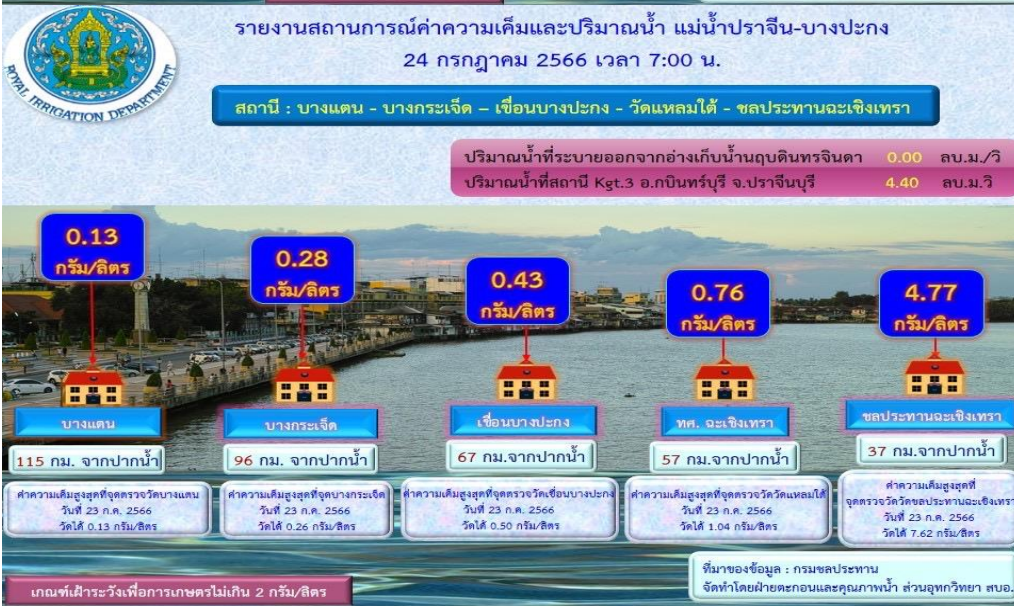 รายงานสถานการณ์ค่าความเค็มและปริมาณน้ำ แม่น้ำปราจีน-บางปะกง
24 กรกฎาคม 2566 เวลา 7:00 น.
ROYAL IRRIGATION DEPARTMENT
สถานี : บางแตน - บางกระเจ็ด – เขื่อนบางปะกง - วัดแหลมใต้ - ชลประทานฉะเชิงเทรา
ปริมาณน้ำที่ระบายออกจากอ่างเก็บน้ำนฤบดินทรจินดา 0.00 ลบ.ม./วิ
ปริมาณน้ำที่สถานี Kgt.3 อ.กบินทร์บุรี จ.ปราจีนบุรี 4.40 ลบ.ม.วิ
0.13
กรัม/ลิตร
0.28
กรัม/ลิตร
0.43
กรัม/ลิตร
0.76
กรัม/ลิตร
4.77
กรัม/ลิตร
บางแตน
บางกระเจ็ด
เขื่อนบางปะกง
ทศ. ฉะเชิงเทรา
ชลประทานฉะเชิงเทรา
115 กม. จากปากน้ำ
96 กม. จากปากน้ำ
67 กม.จากปากน้ำ
57 กม.จากปากน้ำ
37 กม.จากปากน้ำ
ค่าความเค็มสูงสุดที่จุดตรวจวัดบางแตน
วันที่ 23 ก.ค. 2566
วัดได้ 0.13 กรัม/ลิตร
ค่าความเค็มสูงสุดที่จุดบางกระเจ็ด
วันที่ 23 ก.ค. 2566
วัดได้ 0.26 กรัม/ลิตร
ค่าความเค็มสูงสุดที่จุดตรวจวัดเขื่อนบางปะกง
วันที่ 23 ก.ค. 2566
วัดได้ 0.50 กรัม/ลิตร
ค่าความเค็มสูงสุดที่จุดตรวจวัดวัดแหลมใต้
วันที่ 23 ก.ค. 2566
วัดได้ 1.04 กรัม/ลิตร
ค่าความเค็มสูงสุดที่
จุดตรวจวัดวัดชลประทานฉะเชิงเทรา
วันที่ 23 ก.ค. 2566
วัดได้ 7.62 กรัม/ลิตร
เกณฑ์เฝ้าระวังเพื่อการเกษตรไม่เกิน 2 กรัม/ลิตร
ที่มาของข้อมูล : กรมชลประทาน
จัดทำโดยฝ่ายตะกอนและคุณภาพน้ำ ส่วนอุทกวิทยา สบอ.